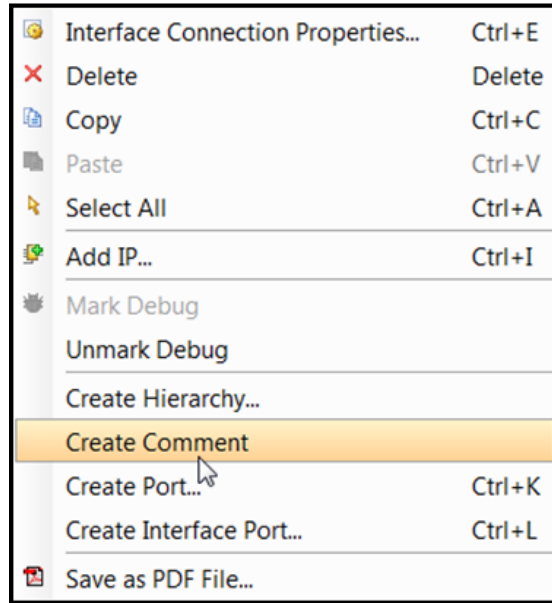 Interface Connection Properties... Ctrl+E
Delete Delete
Copy Ctrl+C
Paste Ctrl+V
Select All Ctrl+A
Add IP... Ctrl+I
Mark Debug
Unmark Debug
Create Hierarchy...
Create Comment
Create Port... Ctrl+K
Create Interface Port... Ctrl+L
Save as PDF File...